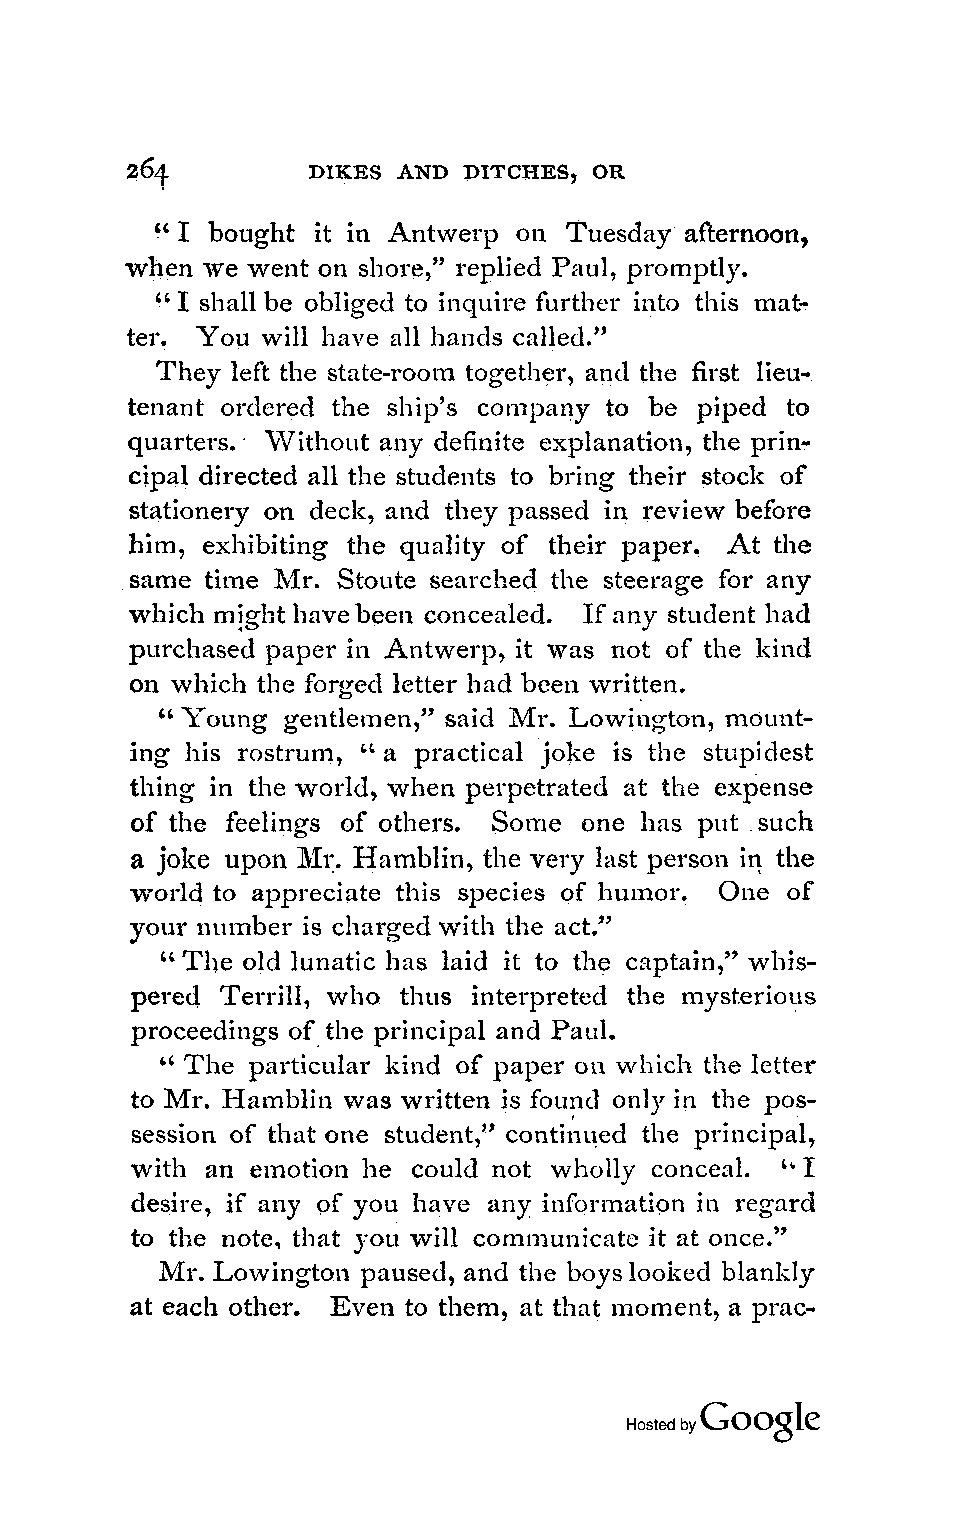 264 DIKES AND DITCHES, OR
“I bought it in Antwerp on Tuesday afternoon,
when we went on shore,” replied Paul, promptly.
“I shall be obliged to inquire further into this mat-
ter. You will have all hands called.”
They left the state-room together, and the first lieu-
tenant ordered the ship’s company to be piped to
quarters. Without any definite explanation, the prin-
cipal directed all the students to bring their stock of
stationery on deck, and they passed in review before
him, exhibiting the quality of their paper. At the
same time Mr. Stoute searched the steerage for any
which might have been concealed. If any student had
purchased paper in Antwerp, it was not of the kind
on which the forged letter had been written.
“Young gentlemen,” said Mr. Lowington, mount-
ing his rostrum, “a practical joke is the stupidest
thing in the world, when perpetrated at the expense
of the feelings of others. Some one has put such
a joke upon Mr. Hamblin, the very last person in the
world to appreciate this species of humor. One of
your number is charged with the act.”
“The old lunatic has laid it to the captain,” whis-
pered Terrill, who thus interpreted the mysterious
proceedings of the principal and Paul.
“The particular kind of paper on which the letter
to Mr. Hamblin was written is found only in the pos-
session of that one student,” continued the principal,
with an emotion he could not wholly conceal. “I
desire, if any of you have any information in regard
to the note, that you will communicate it at once.”
Mr. Lowington paused, and the boys looked blankly
at each other. Even to them, at that moment, a prac-
Hosted by Google